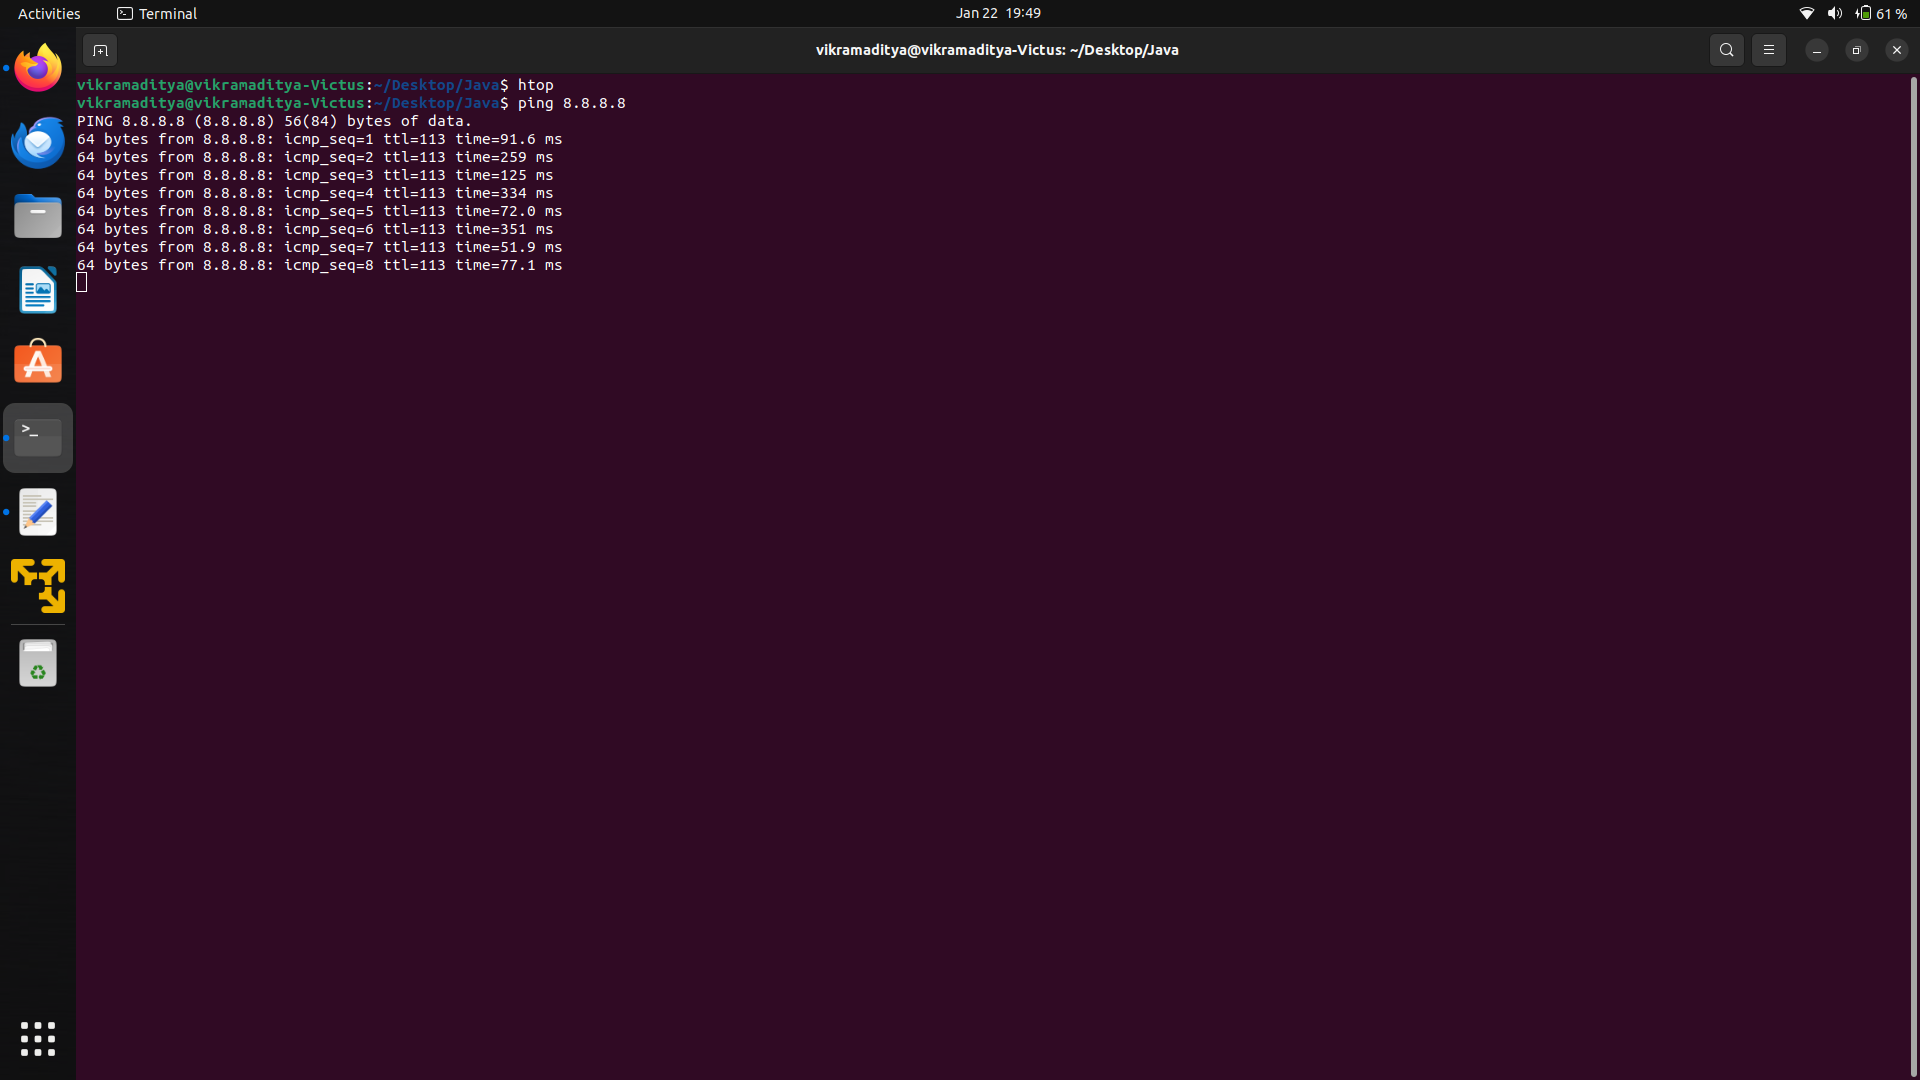 Activities
Terminal
Jan 22 19:49
61 %
vikramaditya@vikramaditya-Victus: ~/Desktop/Java
vikramaditya@vikramaditya-Victus:~/Desktop/Java$ htop
vikramaditya@vikramaditya-Victus:~/Desktop/Java$ ping 8.8.8.8
PING 8.8.8.8 (8.8.8.8) 56(84) bytes of data.
64 bytes from 8.8.8.8: icmp_seq=1 ttl=113 time=91.6 ms
64 bytes from 8.8.8.8: icmp_seq=2 ttl=113 time=259 ms
64 bytes from 8.8.8.8: icmp_seq=3 ttl=113 time=125 ms
64 bytes from 8.8.8.8: icmp_seq=4 ttl=113 time=334 ms
64 bytes from 8.8.8.8: icmp_seq=5 ttl=113 time=72.0 ms
64 bytes from 8.8.8.8: icmp_seq=6 ttl=113 time=351 ms
64 bytes from 8.8.8.8: icmp_seq=7 ttl=113 time=51.9 ms
64 bytes from 8.8.8.8: icmp_seq=8 ttl=113 time=77.1 ms